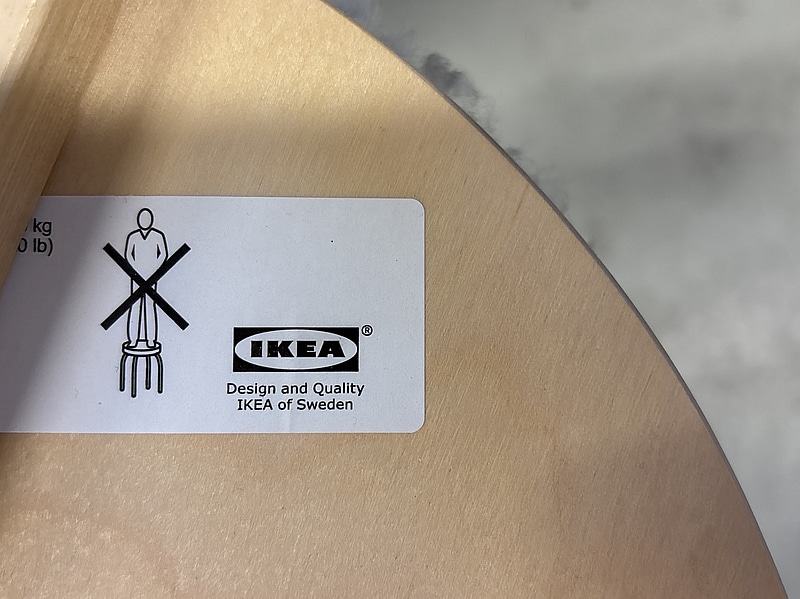 kg
lb)
IKEA®
Design and Quality
IKEA of Sweden